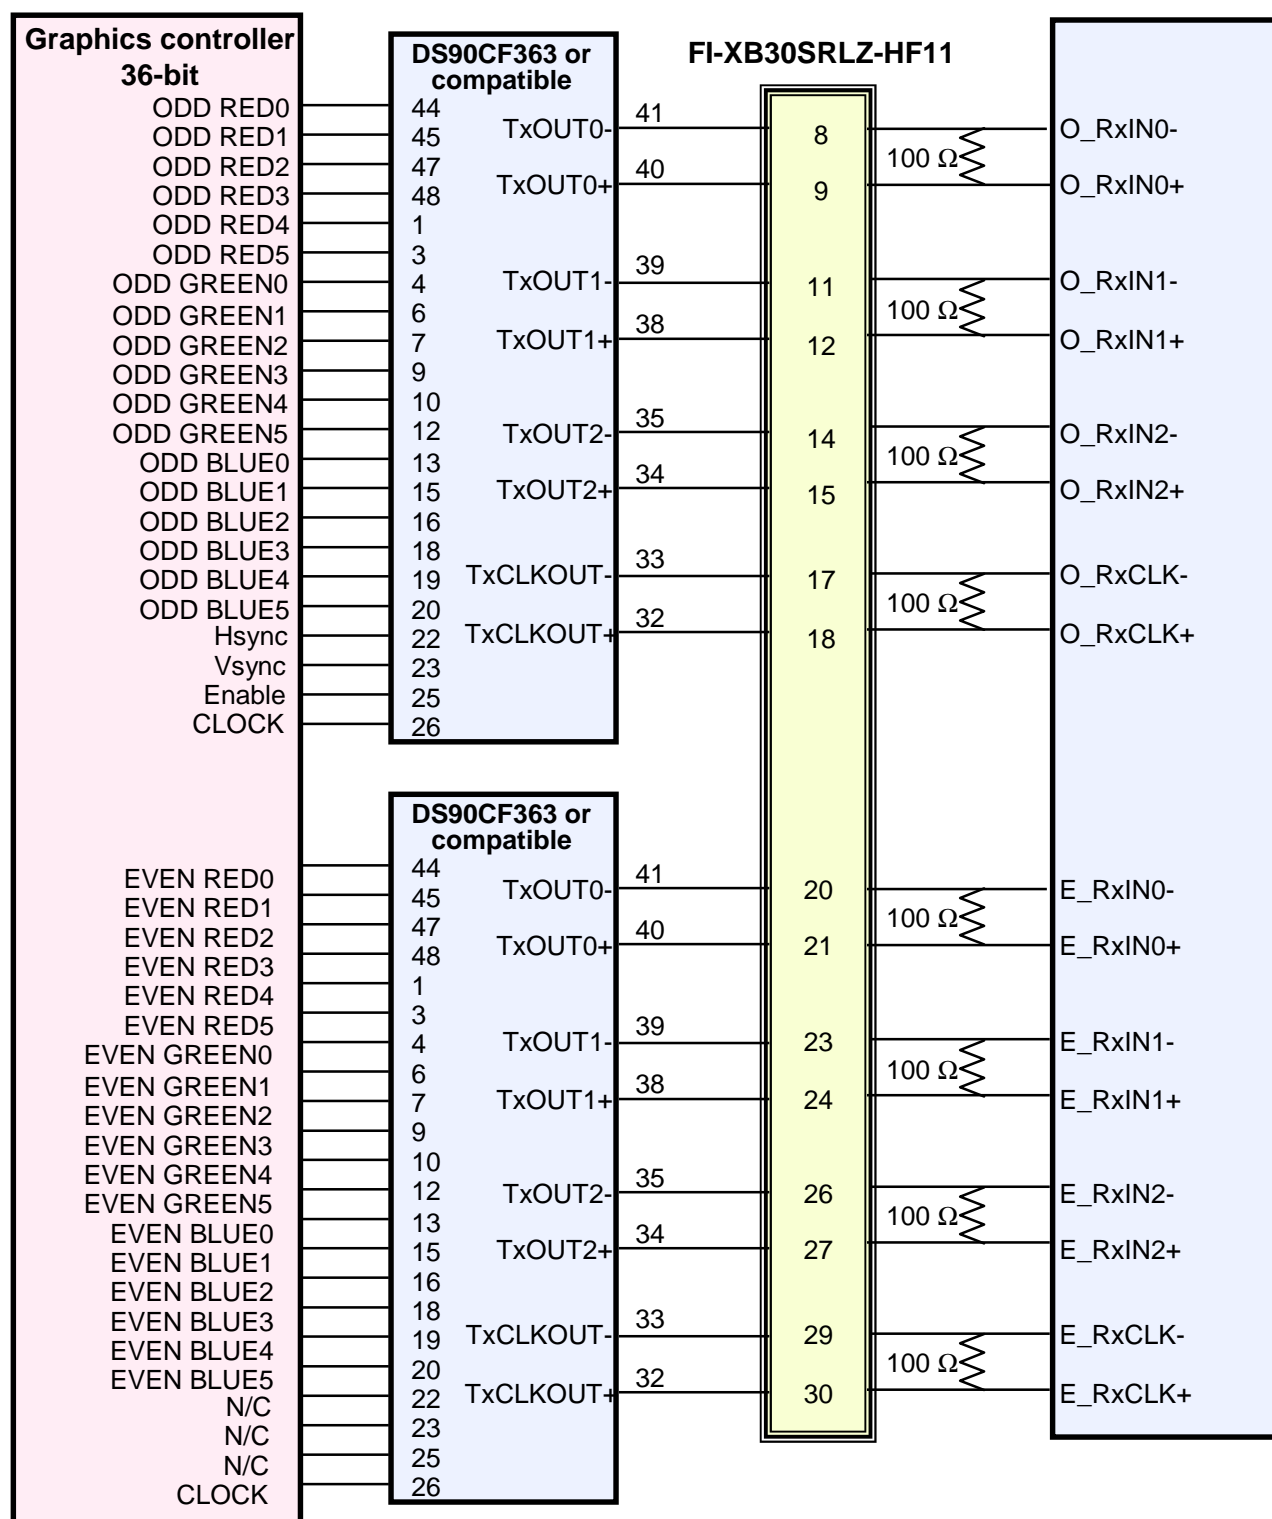 Graphics controller
36-bit
ODD RED0
ODD RED1
ODD RED2
ODD RED3
ODD RED4
ODD RED5
ODD GREEN0
ODD GREEN1
ODD GREEN2
ODD GREEN3
ODD GREEN4
ODD GREEN5
ODD BLUE0
ODD BLUE1
ODD BLUE2
ODD BLUE3
ODD BLUE4
ODD BLUE5
Hsync
Vsync
Enable
CLOCK
EVEN RED0
EVEN RED1
EVEN RED2
EVEN RED3
EVEN RED4
EVEN RED5
EVEN GREEN0
EVEN GREEN1
EVEN GREEN2
EVEN GREEN3
EVEN GREEN4
EVEN GREEN5
EVEN BLUE0
EVEN BLUE1
EVEN BLUE2
EVEN BLUE3
EVEN BLUE4
EVEN BLUE5
N/C
N/C
N/C
CLOCK
DS90CF363 or
compatible
44
45
47
48
1
3
4
6
7
9
10
12
13
15
16
18
19
20
22
23
25
26
TxOUT0-
TxOUT0+
TxOUT1-
TxOUT1+
TxOUT2-
TxOUT2+
TxCLKOUT-
TxCLKOUT+
41
40
39
38
35
34
33
32
DS90CF363 or
compatible
44
45
47
48
1
3
4
6
7
9
10
12
13
15
16
18
19
20
22
23
25
26
TxOUT0-
TxOUT0+
TxOUT1-
TxOUT1+
TxOUT2-
TxOUT2+
TxCLKOUT-
TxCLKOUT+
41
40
39
38
35
34
33
32
FI-XB30SRLZ-HF11
8
9
11
12
14
15
17
18
20
21
23
24
26
27
29
30
100 Ω
100 Ω
100 Ω
100 Ω
100 Ω
100 Ω
100 Ω
100 Ω
O_RxIN0-
O_RxIN0+
O_RxIN1-
O_RxIN1+
O_RxIN2-
O_RxIN2+
O_RxCLK-
O_RxCLK+
E_RxIN0-
E_RxIN0+
E_RxIN1-
E_RxIN1+
E_RxIN2-
E_RxIN2+
E_RxCLK-
E_RxCLK+